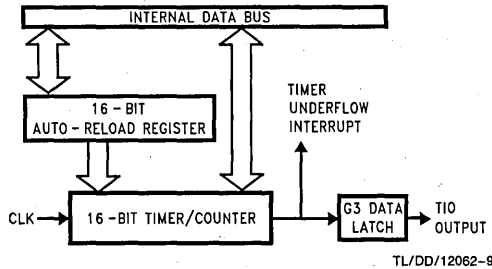 INTERNAL DATA BUS
TIMER
UNDERFLOW
INTERRUPT
16-BIT
AUTO-RELOAD REGISTER
CLK
16-BIT TIMER/COUNTER
G3 DATA
LATCH
TIO
OUTPUT
TL/DD/12062-9